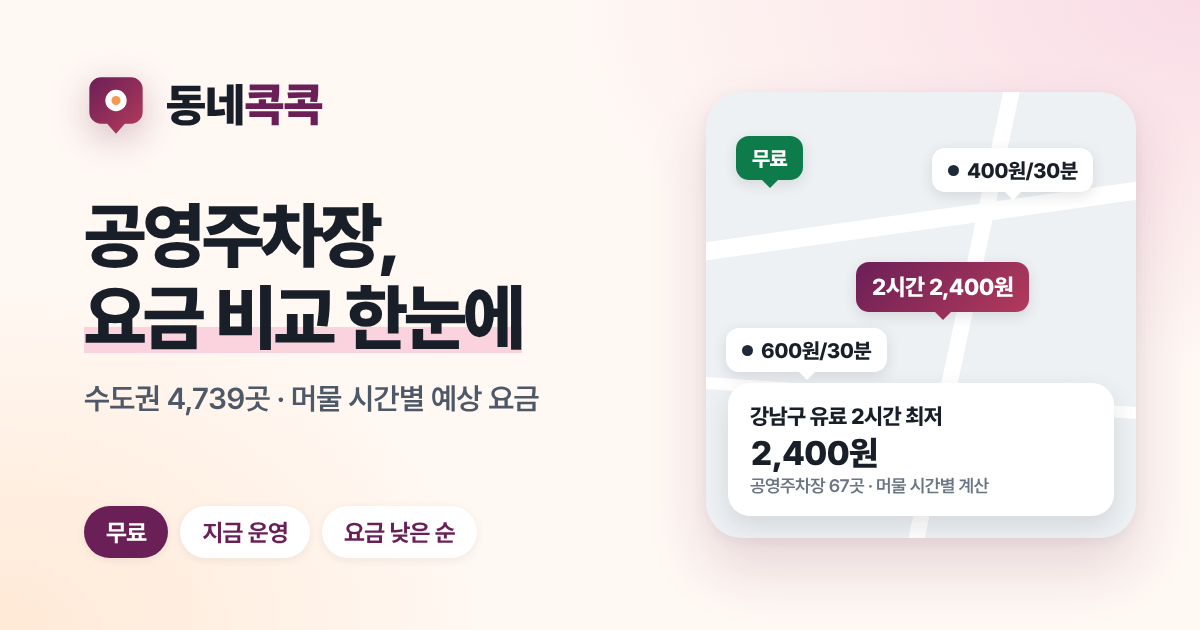 동네콕콕
공영주차장,
요금 비교 한눈에
수도권 4,739곳 · 머물 시간별 예상 요금
무료
지금 운영
요금 낮은 순
무료
400원/30분
2시간 2,400원
600원/30분
강남구 유료 2시간 최저
2,400원
공영주차장 67곳 · 머물 시간별 계산